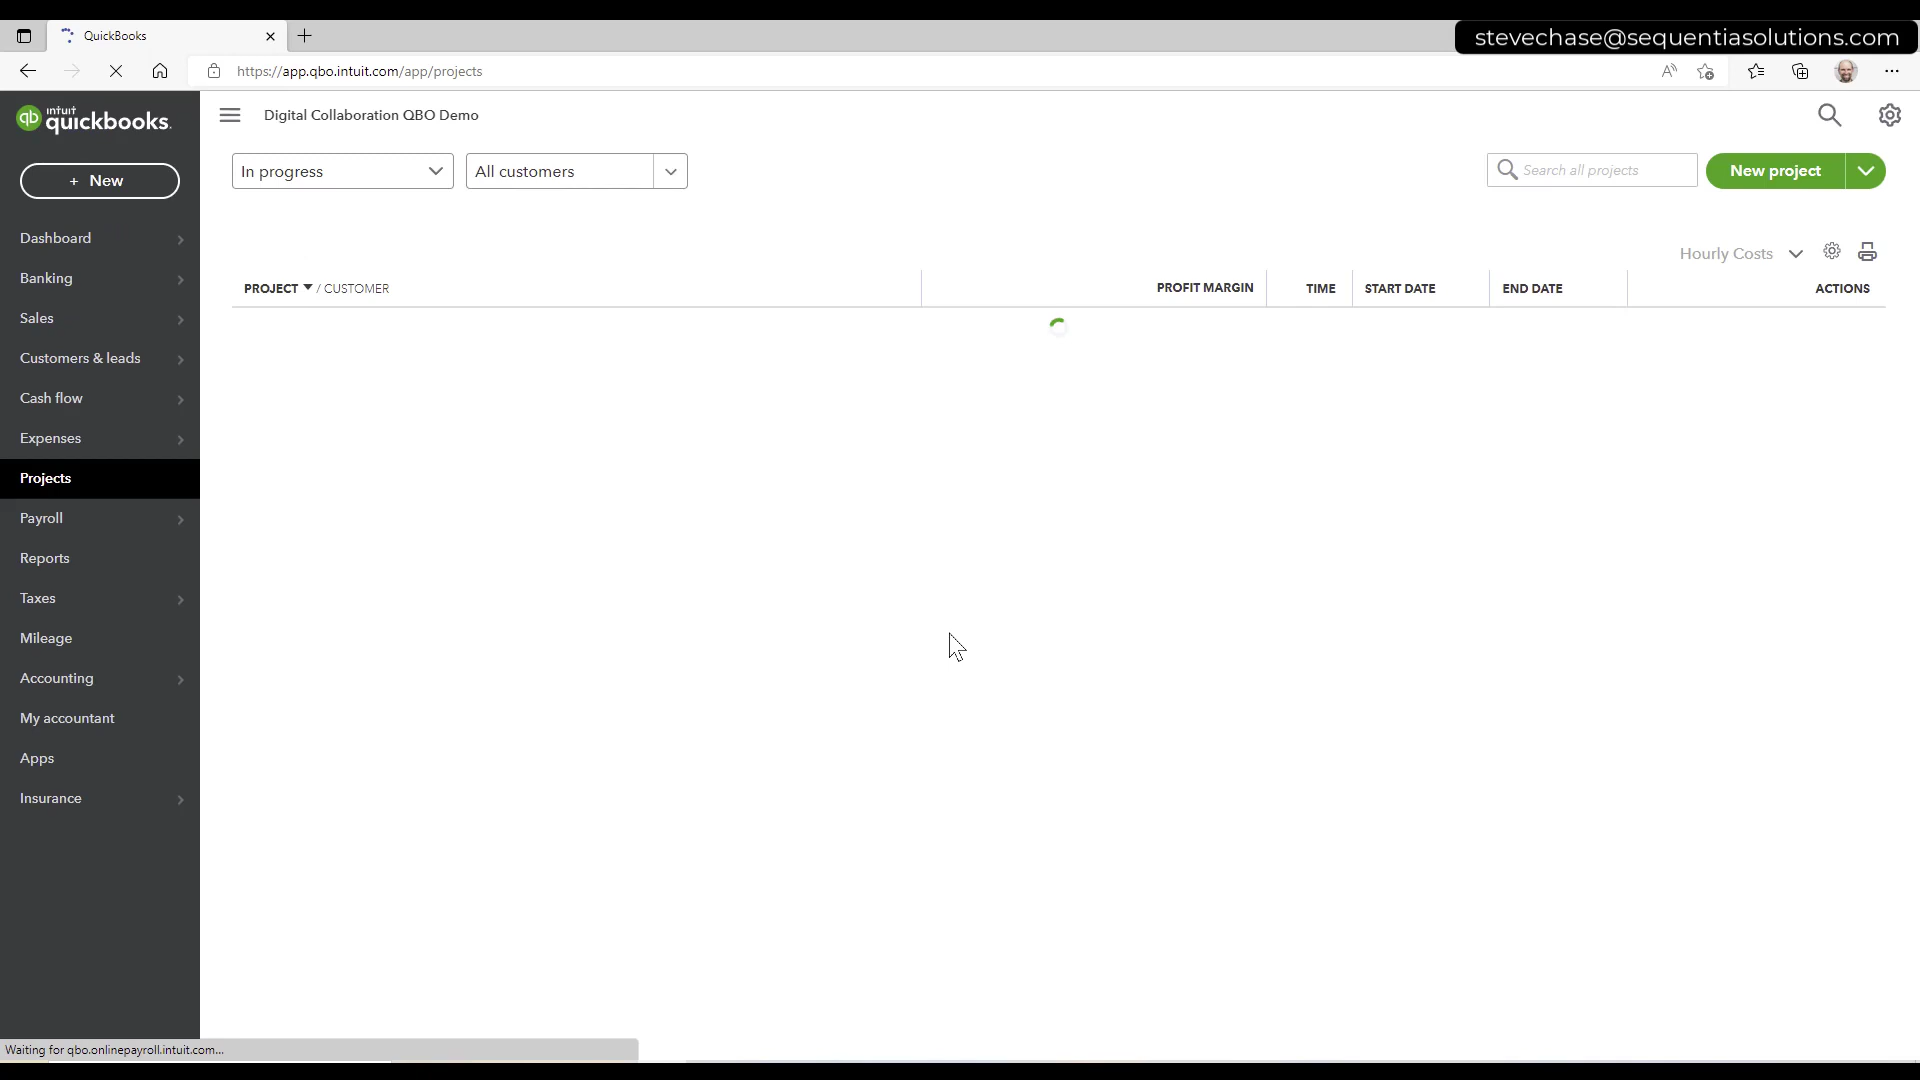 QuickBooks
stevechase@sequentiasolutions.com
https://app.qbo.intuit.com/app/projects
intuit
quickbooks.
Digital Collaboration QBO Demo
+ New
In progress
All customers
Search all projects
New project
Dashboard
Banking
Sales
Customers & leads
Cash flow
Expenses
Projects
Payroll
Reports
Taxes
Mileage
Accounting
My accountant
Apps
Insurance
Hourly Costs
PROJECT / CUSTOMER PROFIT MARGIN TIME START DATE END DATE ACTIONS
Waiting for qbo.onlinepayroll.intuit.com...